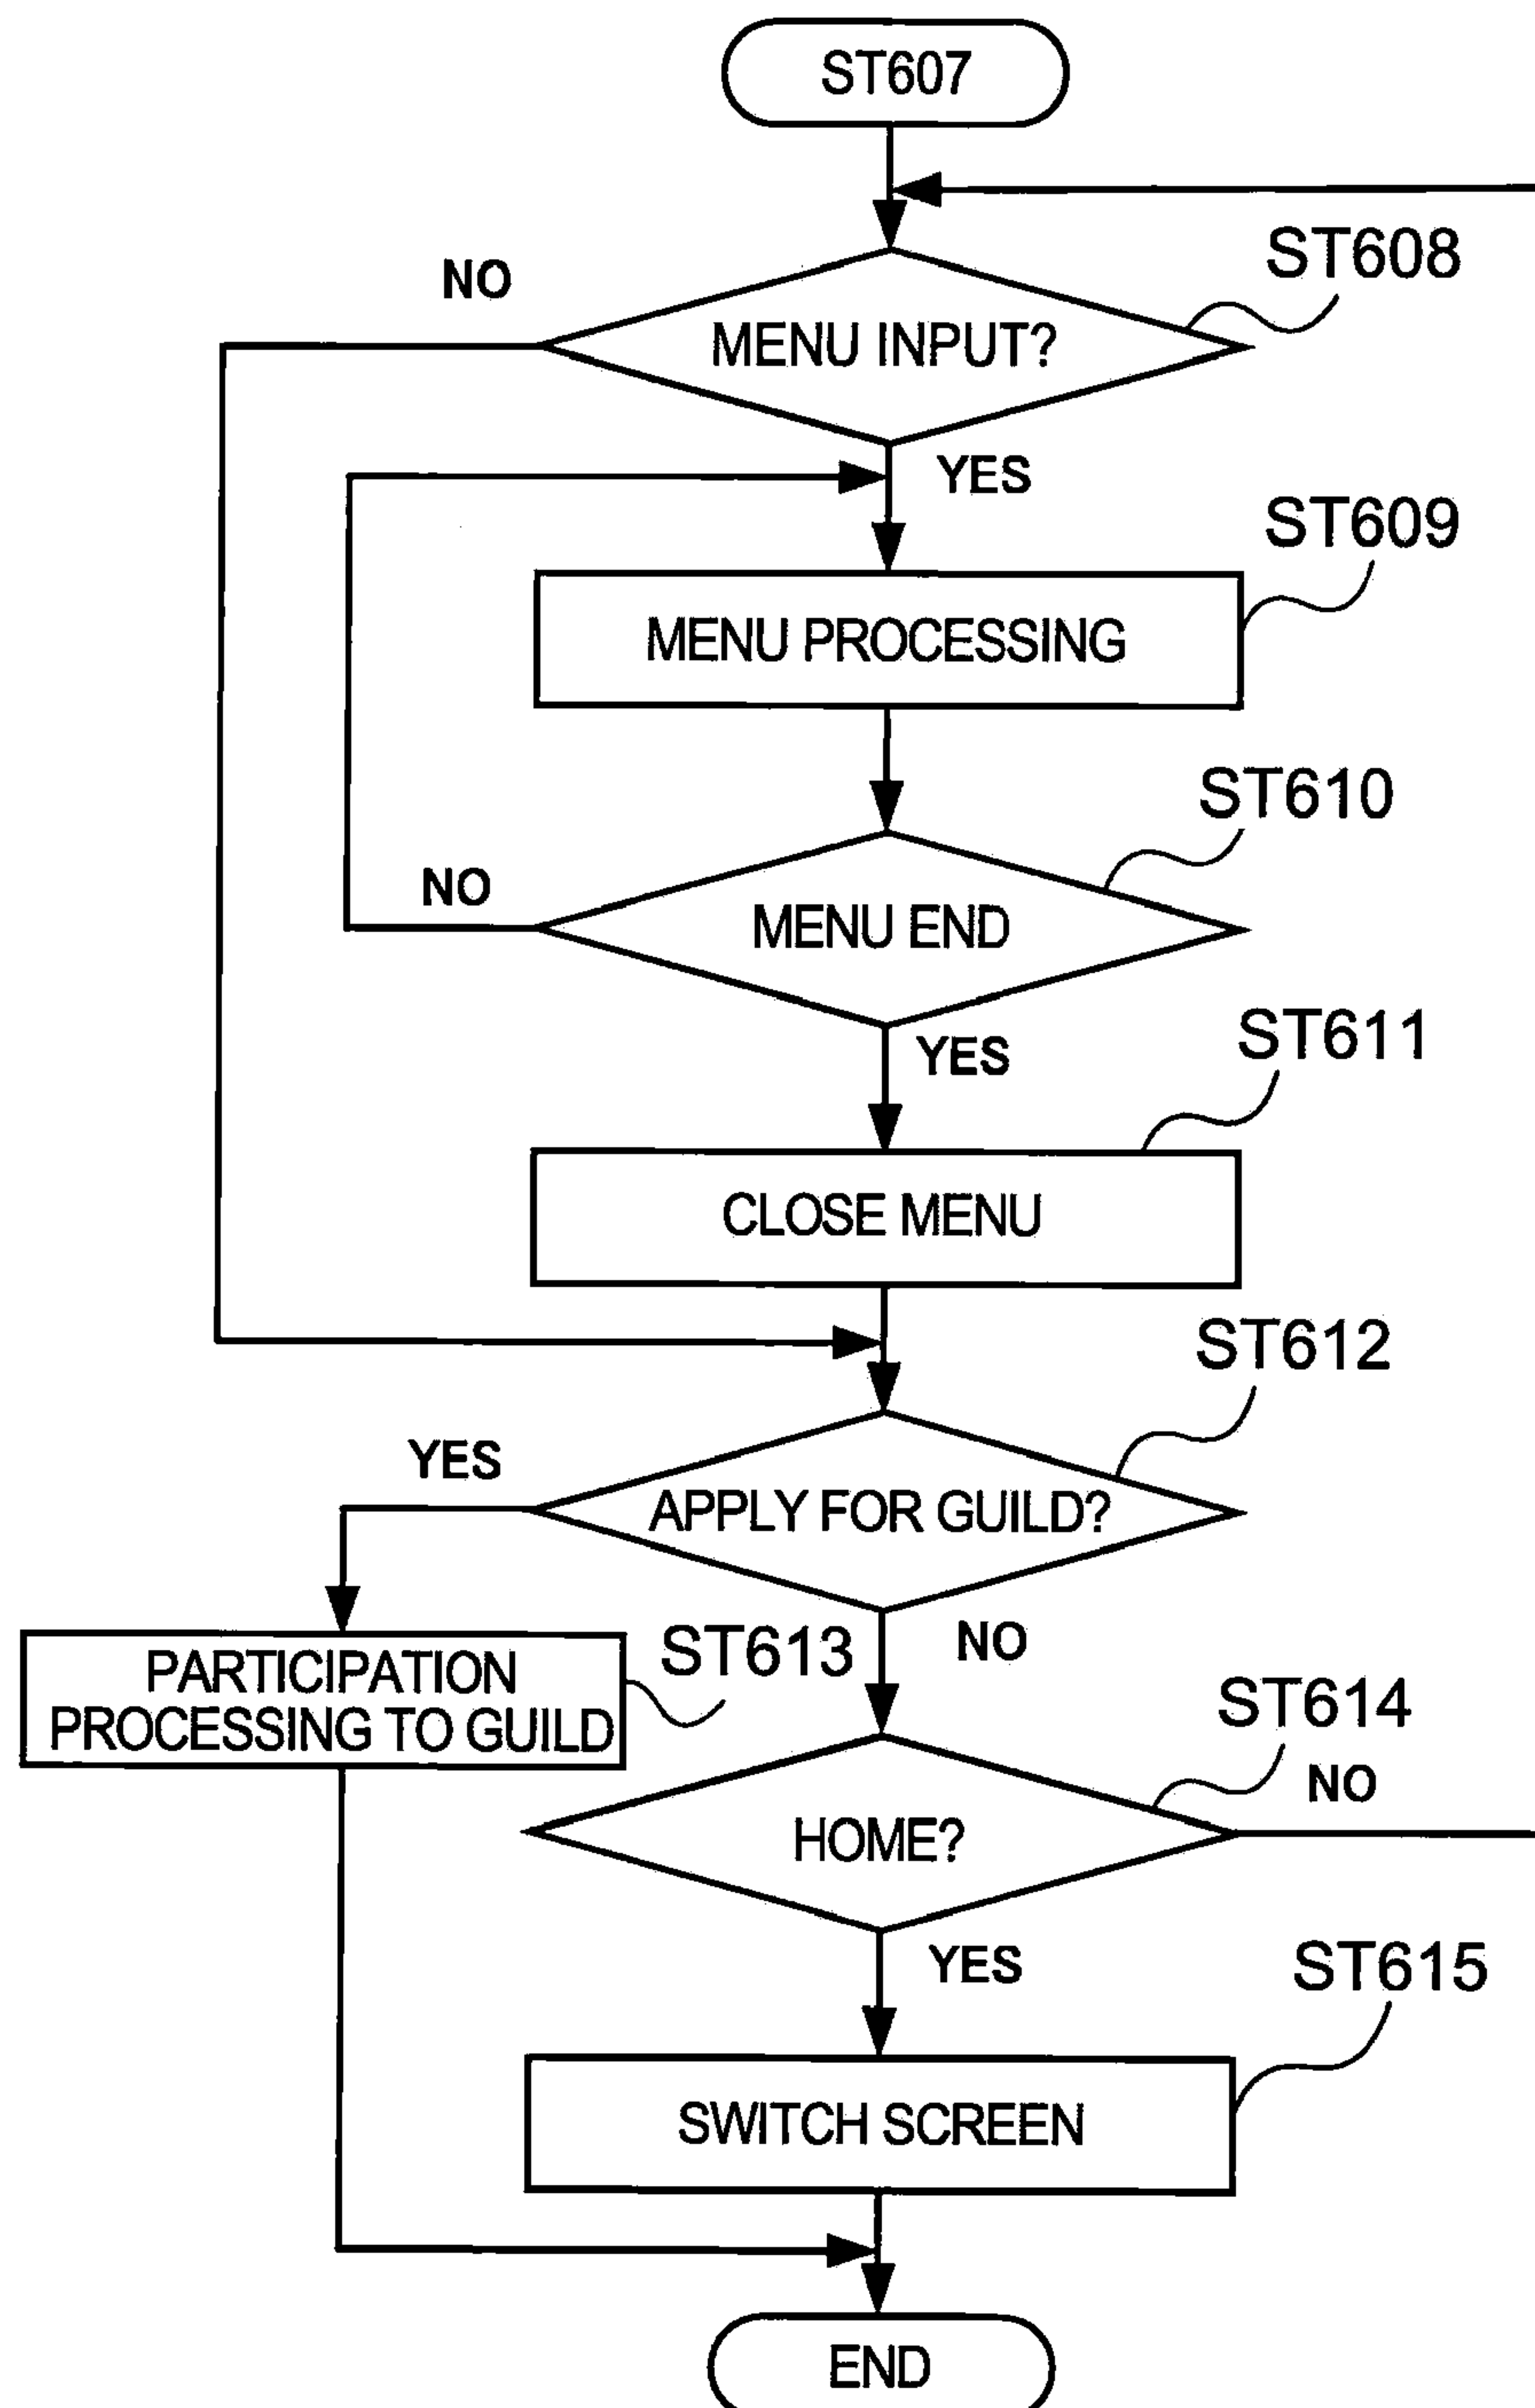 ST607
ST608
NO
MENU INPUT?
YES
ST609
MENU PROCESSING
ST610
NO
MENU END
YES
ST611
CLOSE MENU
ST612
YES
APPLY FOR GUILD?
NO
ST613
PARTICIPATION
PROCESSING TO GUILD
ST614
NO
HOME?
YES
ST615
SWITCH SCREEN
END